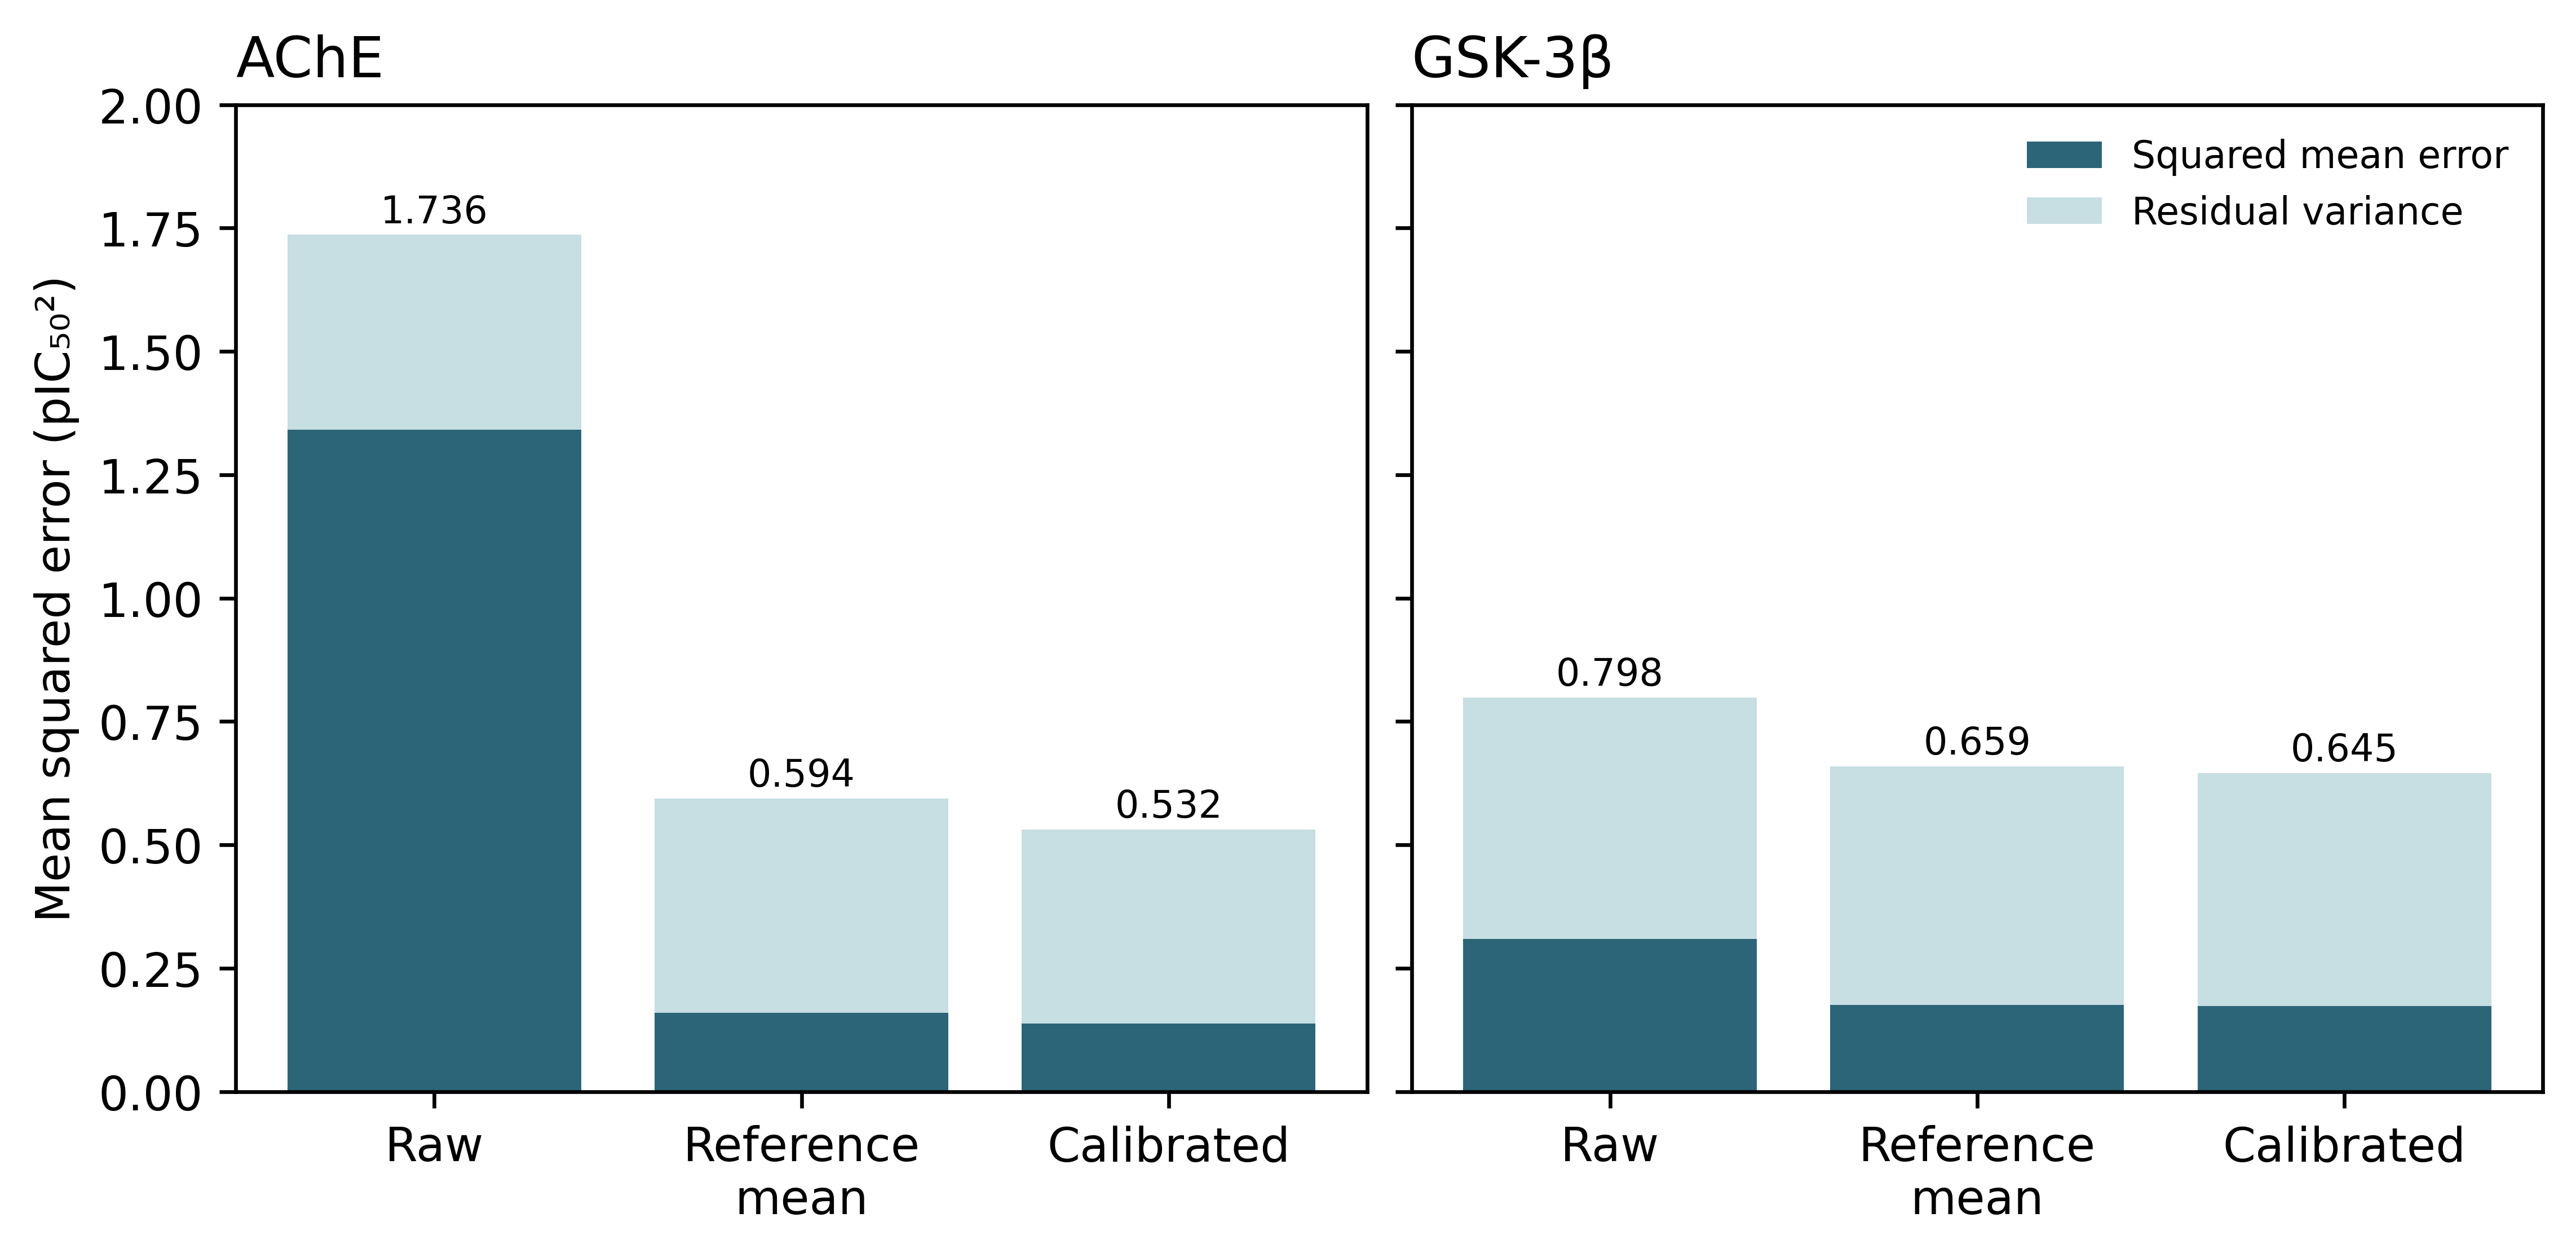 AChE
GSK-3β
Mean squared error (pIC₅₀²)
2.00
1.75
1.50
1.25
1.00
0.75
0.50
0.25
0.00
1.736
0.594
0.532
Raw
Reference
mean
Calibrated
Squared mean error
Residual variance
0.798
0.659
0.645
Raw
Reference
mean
Calibrated